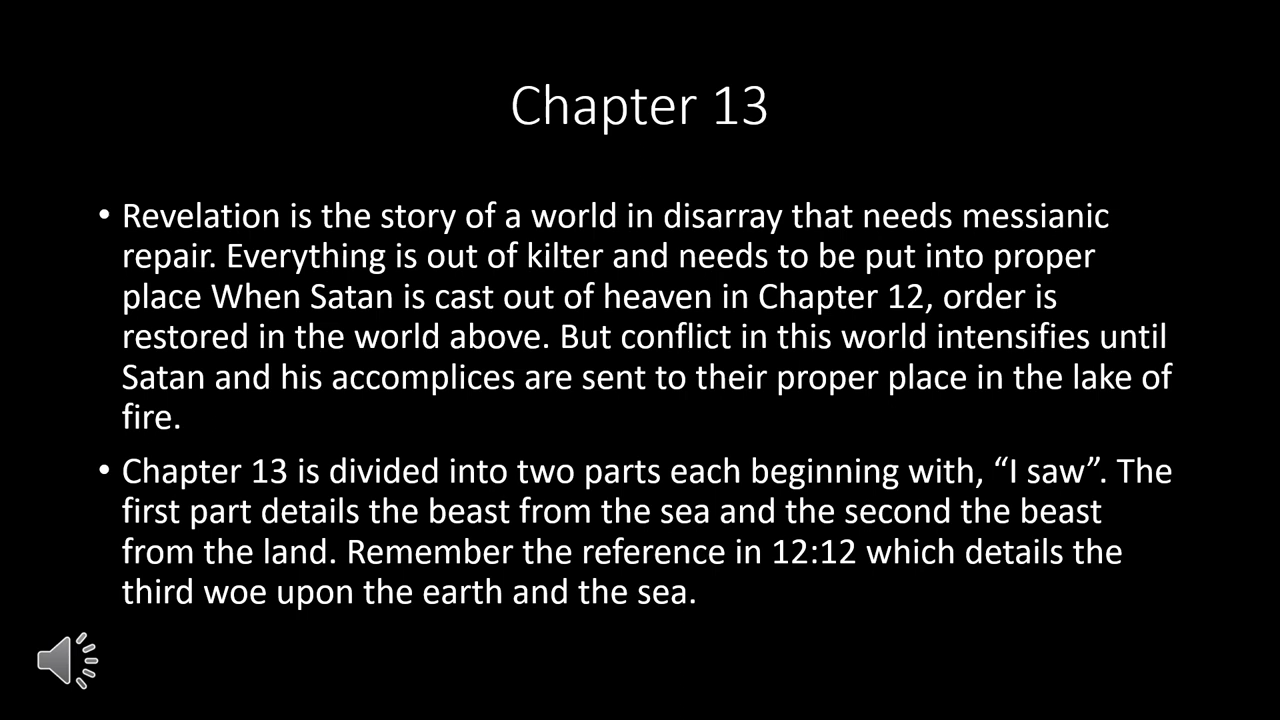 Chapter 13
• Revelation is the story of a world in disarray that needs messianic
repair. Everything is out of kilter and needs to be put into proper
place When Satan is cast out of heaven in Chapter 12, order is
restored in the world above. But conflict in this world intensifies until
Satan and his accomplices are sent to their proper place in the lake of
fire.
• Chapter 13 is divided into two parts each beginning with, “I saw”. The
first part details the beast from the sea and the second the beast
from the land. Remember the reference in 12:12 which details the
third woe upon the earth and the sea.